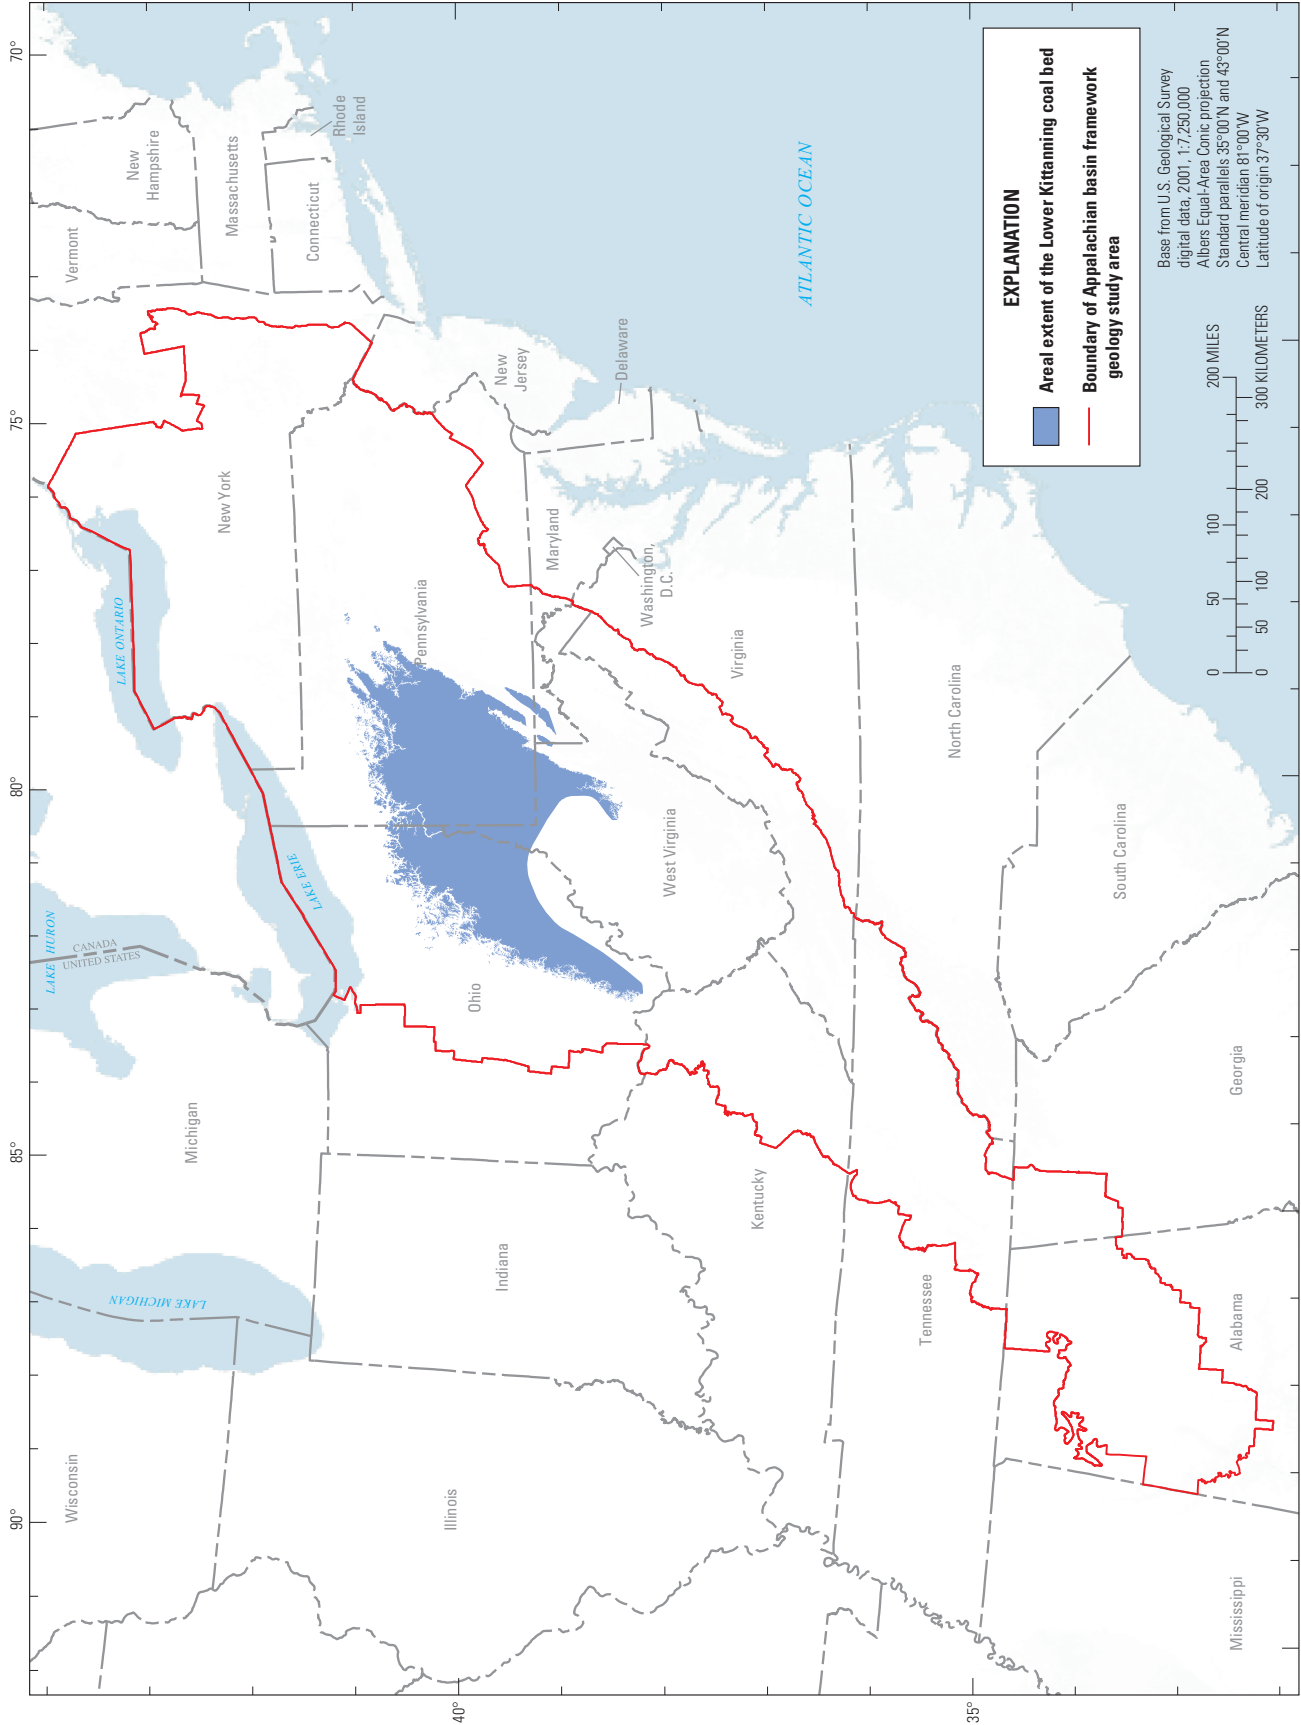 90°
85°
80°
75°
70°
40°
35°
LAKE HURON
CANADA
UNITED STATES
LAKE MICHIGAN
LAKE ONTARIO
LAKE ERIE
Wisconsin
Michigan
New York
Vermont
New
Hampshire
Massachusetts
Connecticut
Rhode
Island
Illinois
Indiana
Ohio
Pennsylvania
New
Jersey
Maryland
Delaware
Washington,
D.C.
West Virginia
Virginia
Kentucky
Tennessee
North Carolina
South Carolina
Mississippi
Alabama
Georgia
ATLANTIC OCEAN
EXPLANATION
Areal extent of the Lower Kittanning coal bed
Boundary of Appalachian basin framework
geology study area
0 50 100 200 MILES
0 50 100 200 300 KILOMETERS
Base from U.S. Geological Survey
digital data, 2001, 1:7,250,000
Albers Equal-Area Conic projection
Standard parallels 35°00'N and 43°00'N
Central meridian 81°00'W
Latitude of origin 37°30'W